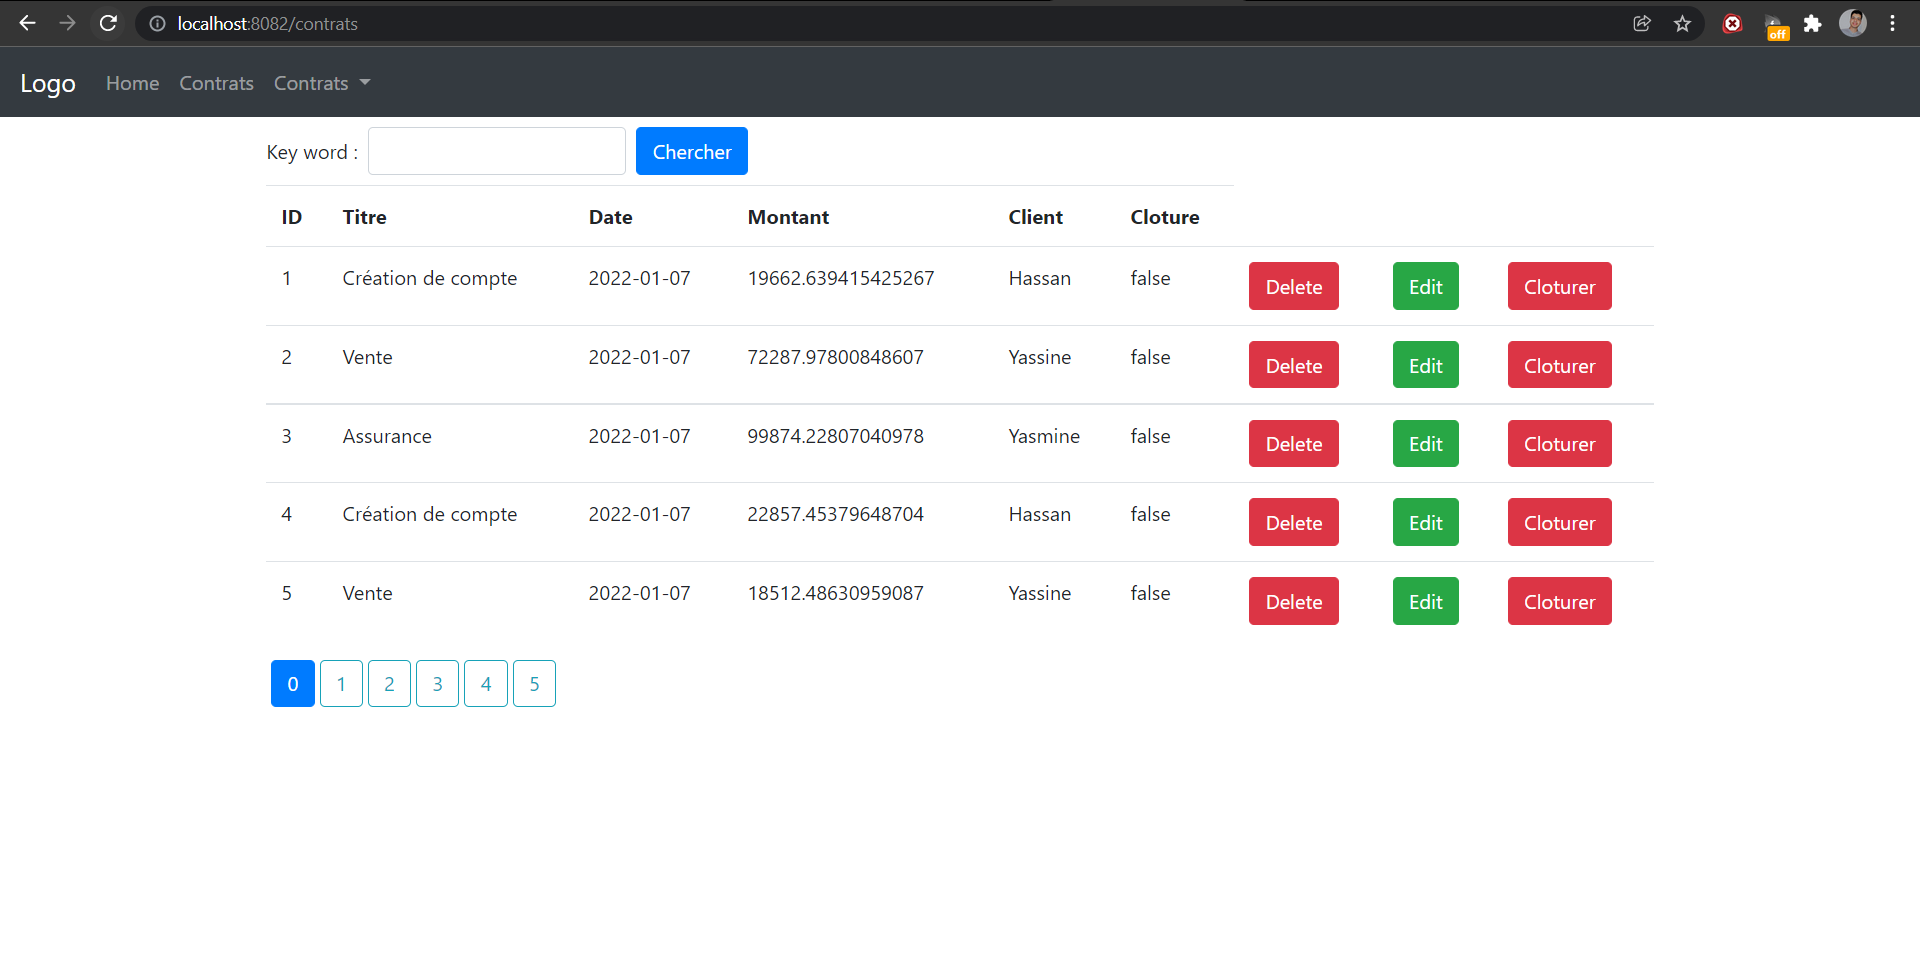 localhost:8082/contrats
off
Logo Home Contrats Contrats
Key word : Chercher
ID Titre Date Montant Client Cloture
1 Création de compte 2022-01-07 19662.639415425267 Hassan false Delete Edit Cloturer
2 Vente 2022-01-07 72287.97800848607 Yassine false Delete Edit Cloturer
3 Assurance 2022-01-07 99874.22807040978 Yasmine false Delete Edit Cloturer
4 Création de compte 2022-01-07 22857.45379648704 Hassan false Delete Edit Cloturer
5 Vente 2022-01-07 18512.48630959087 Yassine false Delete Edit Cloturer
0 1 2 3 4 5